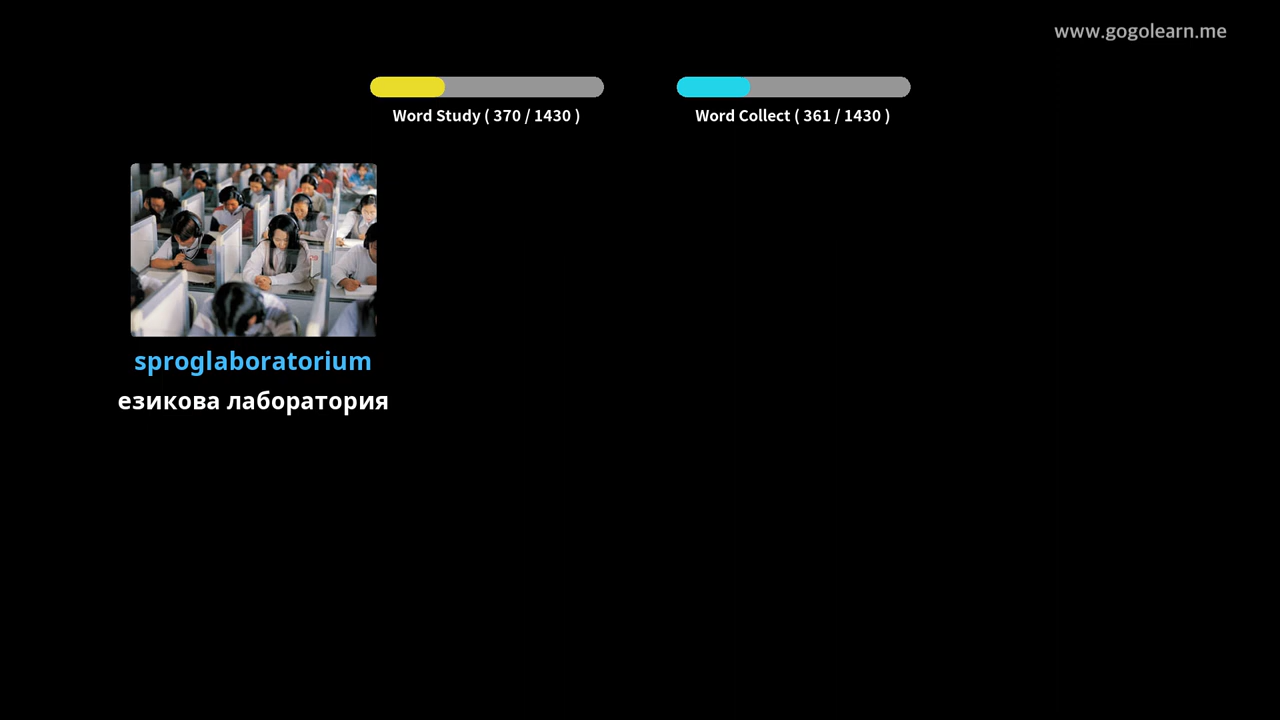 www.gogolearn.me
Word Study ( 370 / 1430 )
Word Collect ( 361 / 1430 )
sproglaboratorium
езикова лаборатория